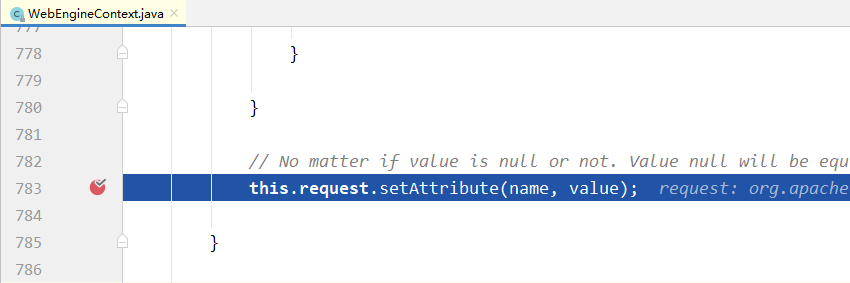 WebEngineContext.java ×
777
778 }
779
780 }
781
782 // No matter if value is null or not. Value null will be equ
783 this.request.setAttribute(name, value); request: org.apache
784
785 }
786